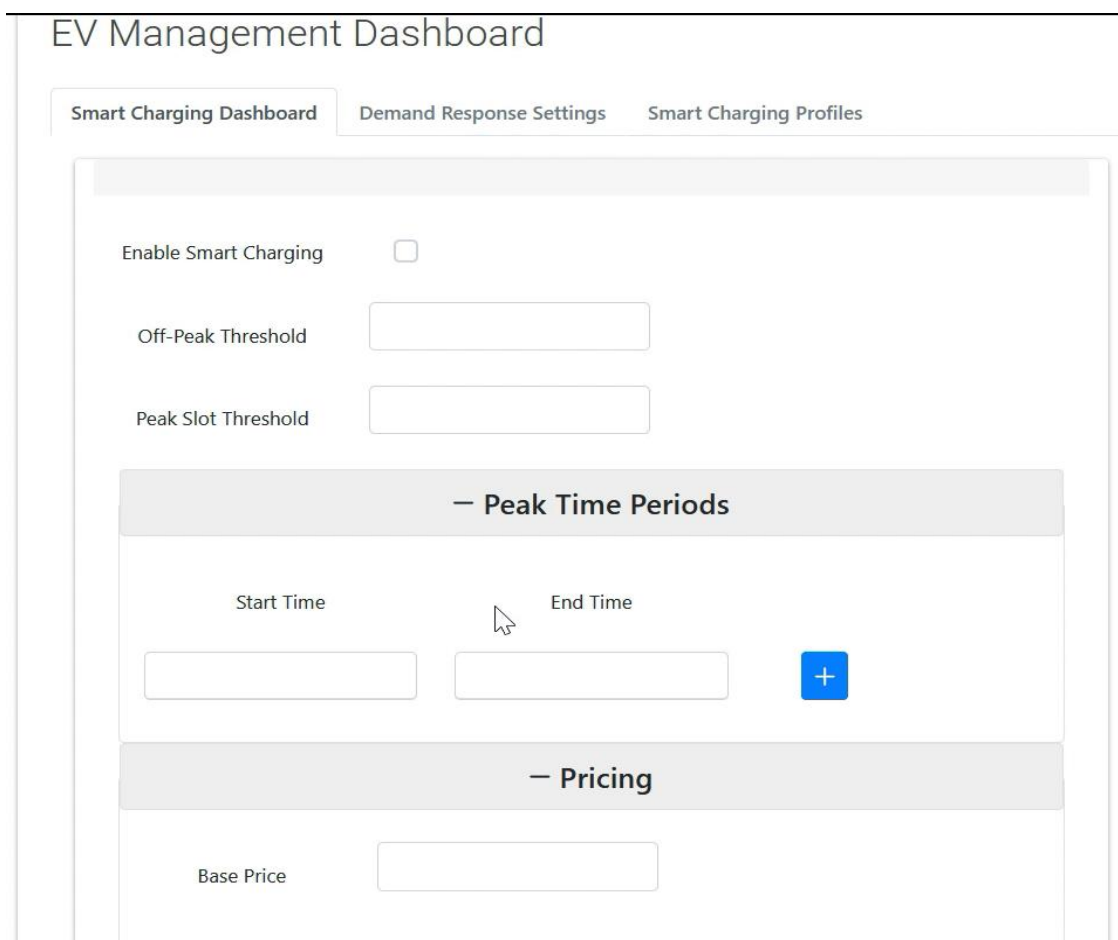 EV Management Dashboard
Smart Charging Dashboard Demand Response Settings Smart Charging Profiles
Enable Smart Charging
Off-Peak Threshold
Peak Slot Threshold
— Peak Time Periods
Start Time End Time
+
— Pricing
Base Price